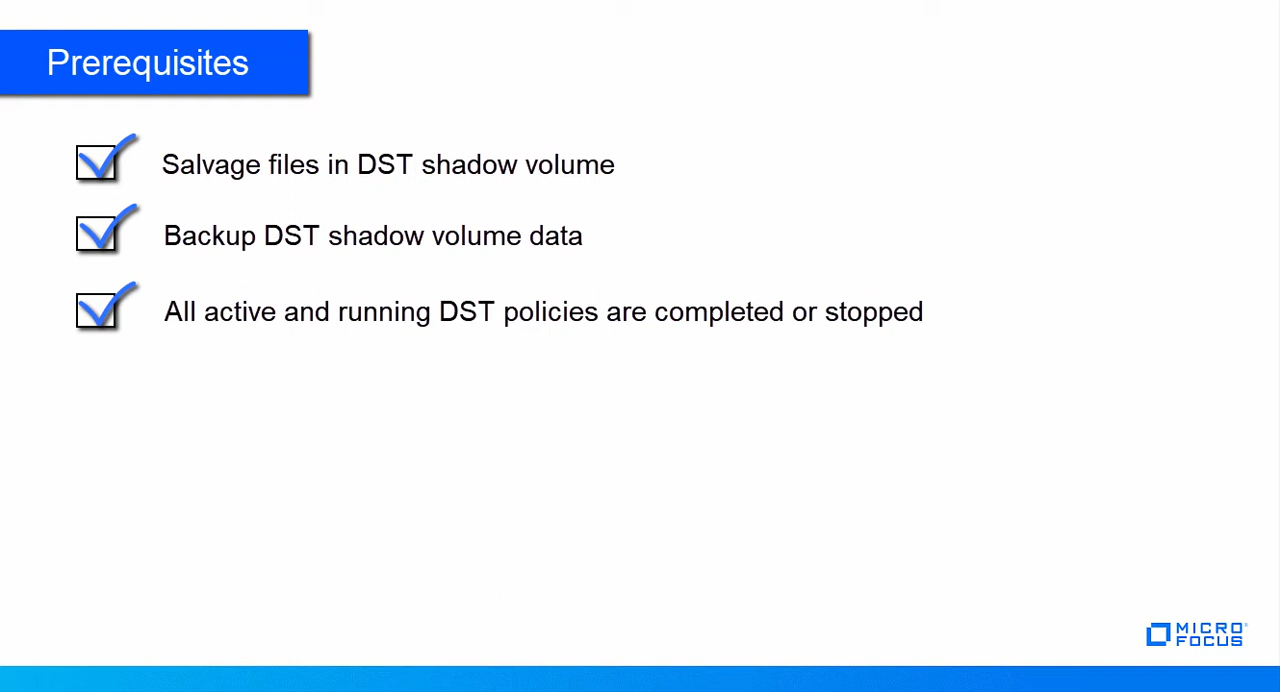 Prerequisites
Salvage files in DST shadow volume
Backup DST shadow volume data
All active and running DST policies are completed or stopped
MICRO
FOCUS